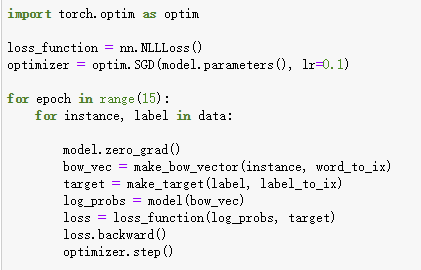 import torch.optim as optim
loss_function = nn.NLLLoss()
optimizer = optim.SGD(model.parameters(), lr=0.1)
for epoch in range(15):
    for instance, label in data:
        model.zero_grad()
        bow_vec = make_bow_vector(instance, word_to_ix)
        target = make_target(label, label_to_ix)
        log_probs = model(bow_vec)
        loss = loss_function(log_probs, target)
        loss.backward()
        optimizer.step()